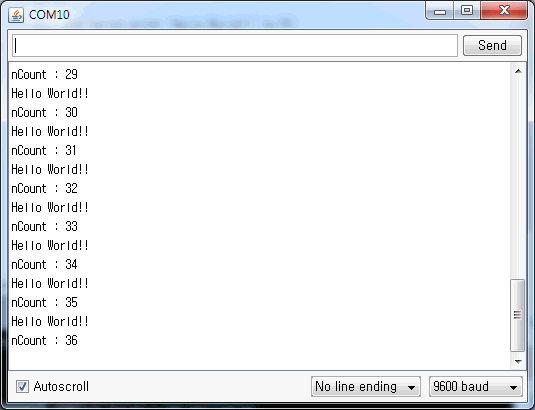 COM10
Send
nCount : 29
Hello World!!
nCount : 30
Hello World!!
nCount : 31
Hello World!!
nCount : 32
Hello World!!
nCount : 33
Hello World!!
nCount : 34
Hello World!!
nCount : 35
Hello World!!
nCount : 36
Autoscroll
No line ending
9600 baud